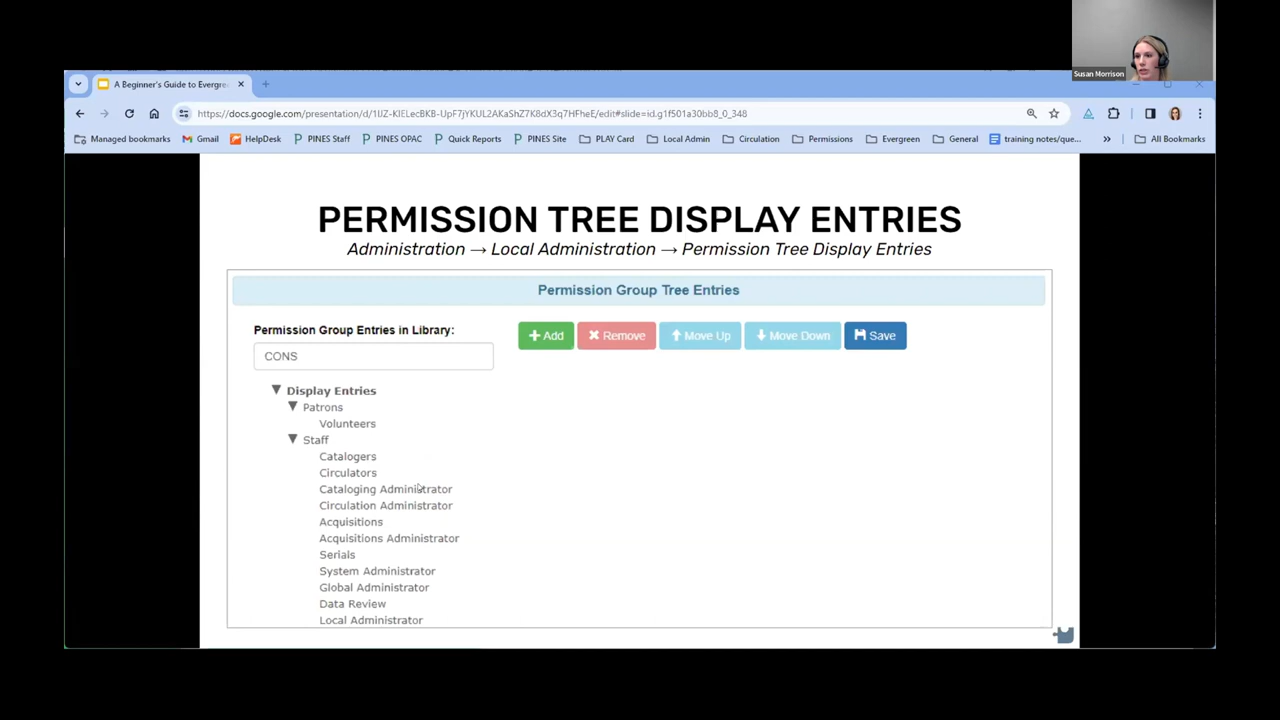 Susan Morrison
A Beginner's Guide to Evergree
https://docs.google.com/presentation/d/1IJZ-KIELecBKB-UpF7jYKUL2AKaShZ7K8dX3q7HFheE/edit#slide=id.g1f501a30bb8_0_348
Managed bookmarks Gmail HelpDesk PINES Staff PINES OPAC Quick Reports PINES Site PLAY Card Local Admin Circulation Permissions Evergreen General training notes/que... » All Bookmarks
PERMISSION TREE DISPLAY ENTRIES
Administration → Local Administration → Permission Tree Display Entries
Permission Group Tree Entries
Permission Group Entries in Library:
Add Remove Move Up Move Down Save
CONS
Display Entries
Patrons
Volunteers
Staff
Catalogers
Circulators
Cataloging Administrator
Circulation Administrator
Acquisitions
Acquisitions Administrator
Serials
System Administrator
Global Administrator
Data Review
Local Administrator